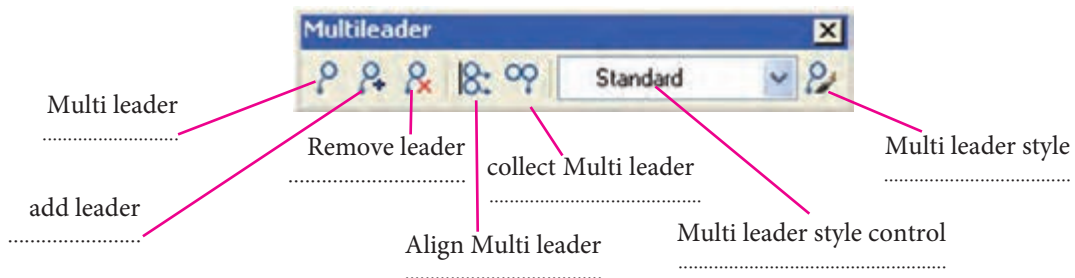 Multileader
Standard
Multi leader
Remove leader
collect Multi leader
Multi leader style
add leader
Align Multi leader
Multi leader style control